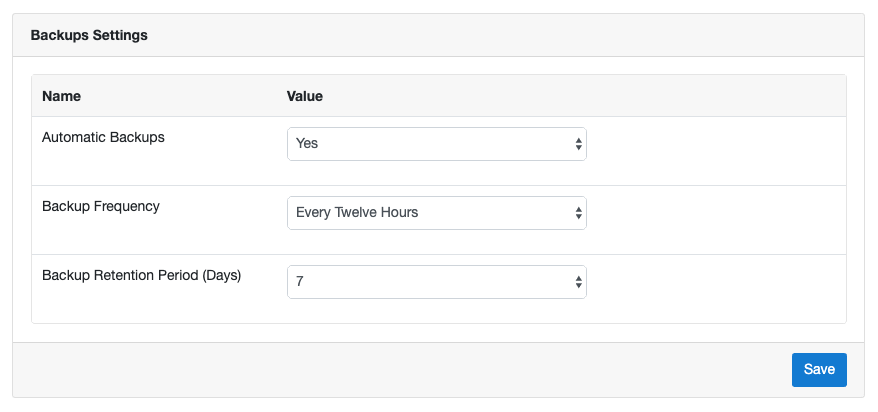 Backups Settings
Name Value
Automatic Backups Yes
Backup Frequency Every Twelve Hours
Backup Retention Period (Days) 7
Save